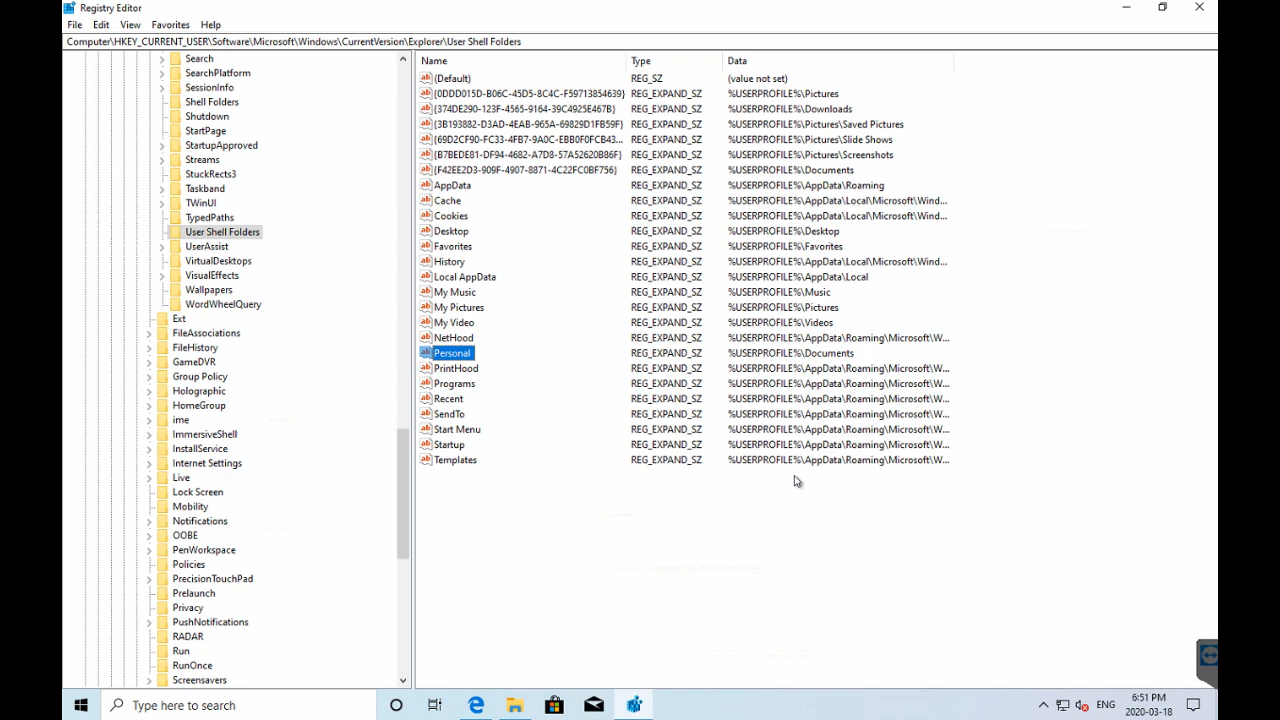 Registry Editor
File Edit View Favorites Help
Computer\HKEY_CURRENT_USER\Software\Microsoft\Windows\CurrentVersion\Explorer\User Shell Folders
Search
SearchPlatform
SessionInfo
Shell Folders
Shutdown
StartPage
StartupApproved
Streams
StuckRects3
Taskband
TWinUI
TypedPaths
User Shell Folders
UserAssist
VirtualDesktops
VisualEffects
Wallpapers
WordWheelQuery
Ext
FileAssociations
FileHistory
GameDVR
Group Policy
Holographic
HomeGroup
ime
ImmersiveShell
InstallService
Internet Settings
Live
Lock Screen
Mobility
Notifications
OOBE
PenWorkspace
Policies
PrecisionTouchPad
Prelaunch
Privacy
PushNotifications
RADAR
Run
RunOnce
Screensavers
Name Type Data
(Default) REG_SZ (value not set)
{0DDD015D-B06C-45D5-8C4C-F59713854639} REG_EXPAND_SZ %USERPROFILE%\Pictures
{374DE290-123F-4565-9164-39C4925E467B} REG_EXPAND_SZ %USERPROFILE%\Downloads
{3B193882-D3AD-4EAB-965A-69829D1FB59F} REG_EXPAND_SZ %USERPROFILE%\Pictures\Saved Pictures
{69D2CF90-FC33-4FB7-9A0C-EBB0F0FCB43... REG_EXPAND_SZ %USERPROFILE%\Pictures\Slide Shows
{B7BEDE81-DF94-4682-A7D8-57A52620B86F} REG_EXPAND_SZ %USERPROFILE%\Pictures\Screenshots
{F42EE2D3-909F-4907-8871-4C22FC0BF756} REG_EXPAND_SZ %USERPROFILE%\Documents
AppData REG_EXPAND_SZ %USERPROFILE%\AppData\Roaming
Cache REG_EXPAND_SZ %USERPROFILE%\AppData\Local\Microsoft\Wind...
Cookies REG_EXPAND_SZ %USERPROFILE%\AppData\Local\Microsoft\Wind...
Desktop REG_EXPAND_SZ %USERPROFILE%\Desktop
Favorites REG_EXPAND_SZ %USERPROFILE%\Favorites
History REG_EXPAND_SZ %USERPROFILE%\AppData\Local\Microsoft\Wind...
Local AppData REG_EXPAND_SZ %USERPROFILE%\AppData\Local
My Music REG_EXPAND_SZ %USERPROFILE%\Music
My Pictures REG_EXPAND_SZ %USERPROFILE%\Pictures
My Video REG_EXPAND_SZ %USERPROFILE%\Videos
NetHood REG_EXPAND_SZ %USERPROFILE%\AppData\Roaming\Microsoft\W...
Personal REG_EXPAND_SZ %USERPROFILE%\Documents
PrintHood REG_EXPAND_SZ %USERPROFILE%\AppData\Roaming\Microsoft\W...
Programs REG_EXPAND_SZ %USERPROFILE%\AppData\Roaming\Microsoft\W...
Recent REG_EXPAND_SZ %USERPROFILE%\AppData\Roaming\Microsoft\W...
SendTo REG_EXPAND_SZ %USERPROFILE%\AppData\Roaming\Microsoft\W...
Start Menu REG_EXPAND_SZ %USERPROFILE%\AppData\Roaming\Microsoft\W...
Startup REG_EXPAND_SZ %USERPROFILE%\AppData\Roaming\Microsoft\W...
Templates REG_EXPAND_SZ %USERPROFILE%\AppData\Roaming\Microsoft\W...
Type here to search
ENG
6:51 PM
2020-03-18